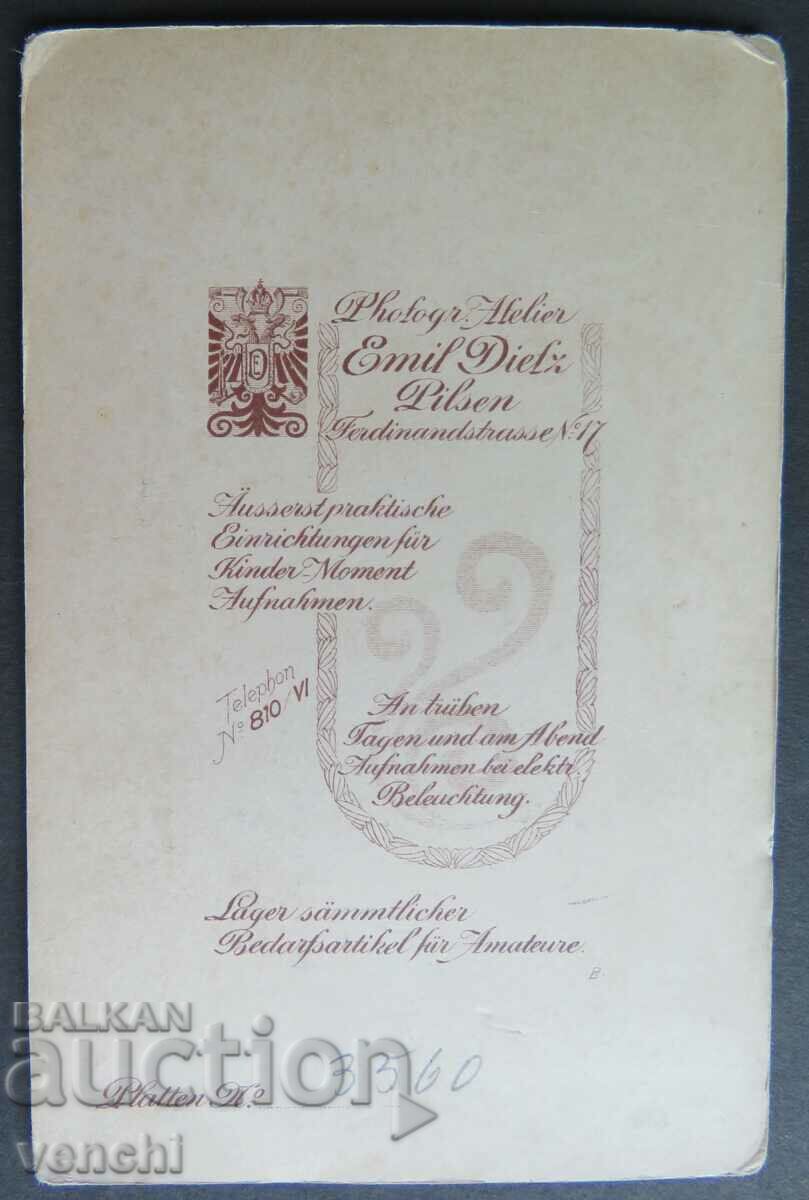 Photogr. Atelier
Emil Dietz
Pilsen
Ferdinandstrasse No. 17
Äusserst praktische
Einrichtungen für
Kinder-Moment
Aufnahmen.
Telephon
No. 810/VI
An trüben
Tagen und am Abend
Aufnahmen bei elektr.
Beleuchtung.
Lager sämmtlicher
Bedarfsartikel für Amateure.
B.
Platten No. 3560
BALKAN
auction
venchi